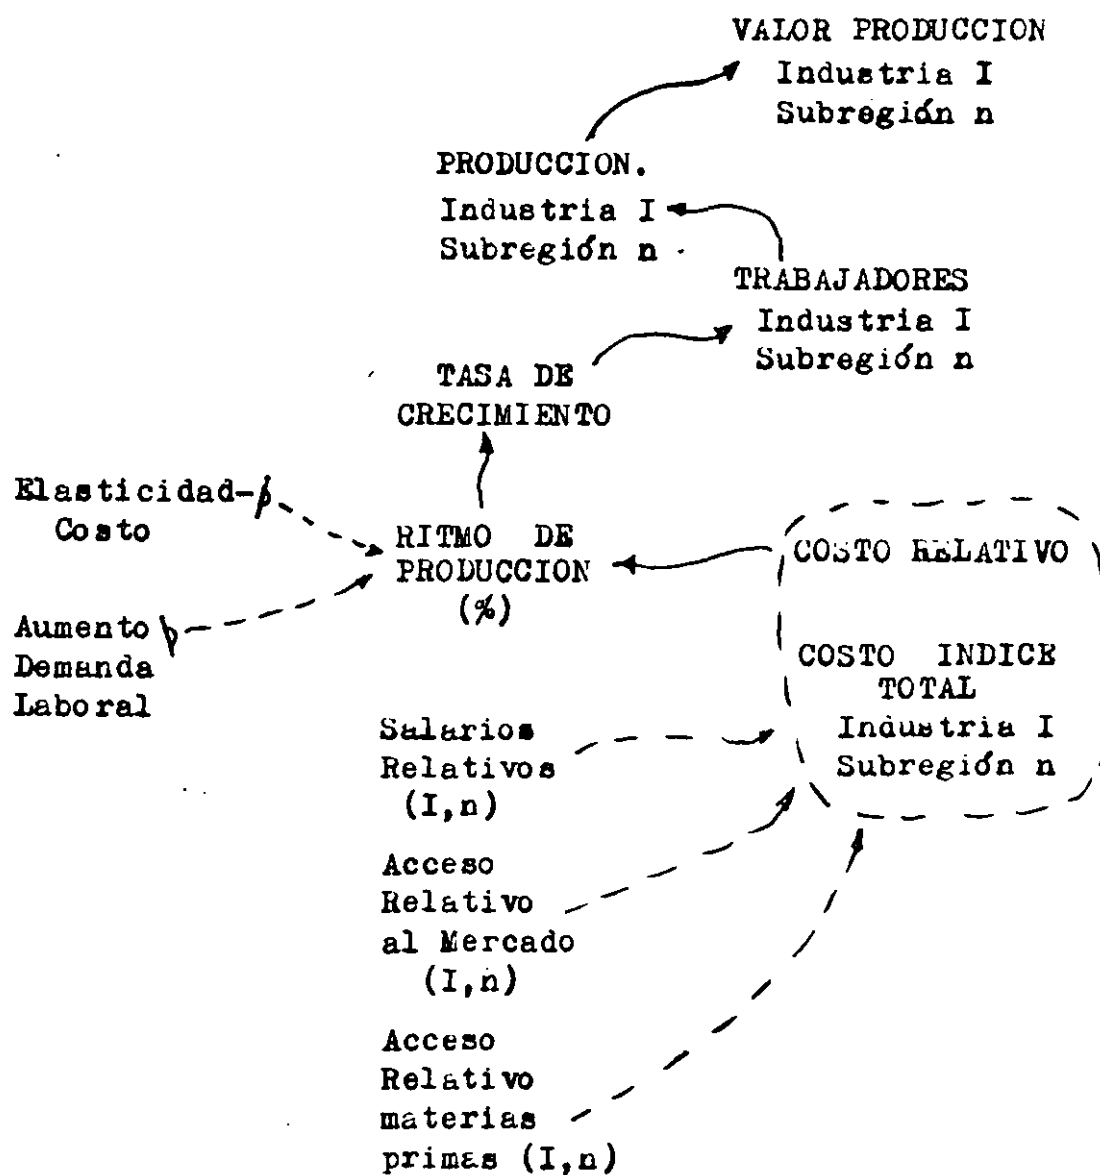 VALOR PRODUCCION
Industria I
Subregión n
PRODUCCION.
Industria I
Subregión n
TRABAJADORES
Industria I
Subregión n
TASA DE
CRECIMIENTO
Elasticidad-
Costo
RITMO DE
PRODUCCION
(%)
COSTO RELATIVO
Aumento
Demanda
Laboral
COSTO INDICE
TOTAL
Industria I
Subregión n
Salarios
Relativos
(I,n)
Acceso
Relativo
al Mercado
(I,n)
Acceso
Relativo
materias
primas (I,n)